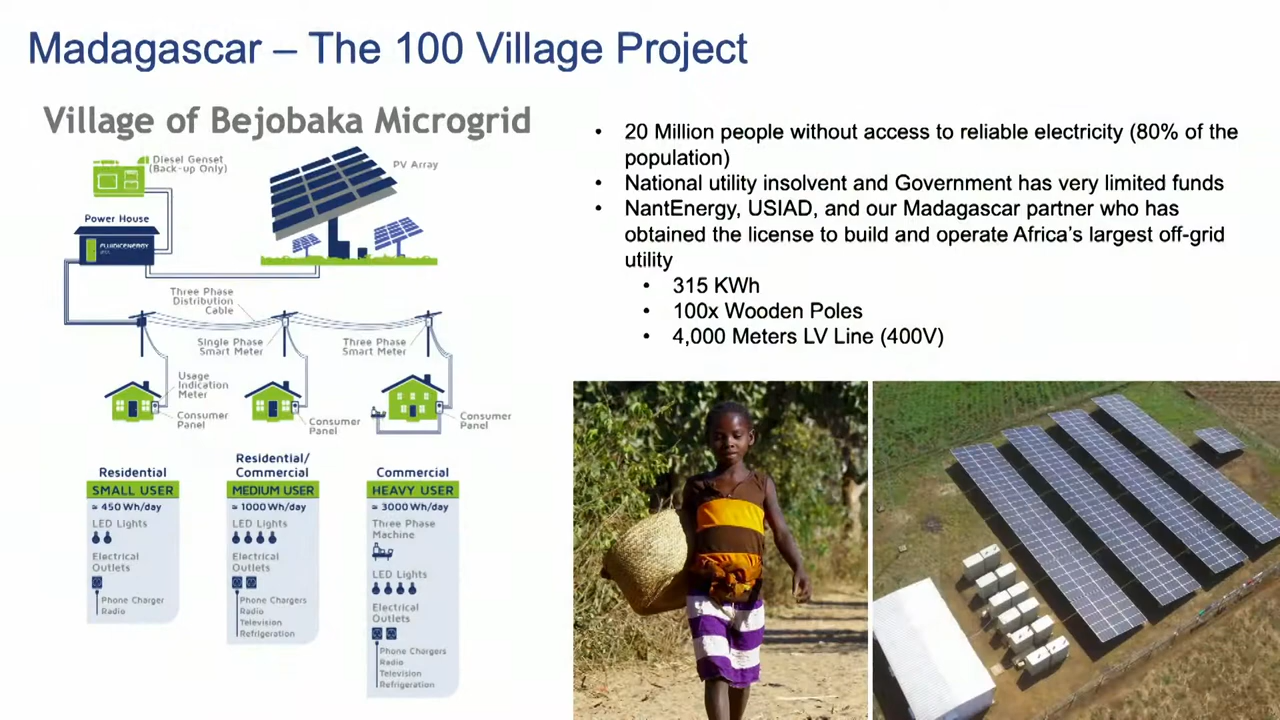 Madagascar – The 100 Village Project
Village of Bejobaka Microgrid
Diesel Genset
(Back-up Only)
PV Array
Power House
FLUIDICENERGY
Three Phase
Distribution
Cable
Single Phase
Smart Meter
Three Phase
Smart Meter
Usage
Indication
Meter
Consumer
Panel
Consumer
Panel
Consumer
Panel
Residential
SMALL USER
≈ 450 Wh/day
LED Lights
Electrical
Outlets
Phone Charger
Radio
Residential/
Commercial
MEDIUM USER
≈ 1000Wh/day
LED Lights
Electrical
Outlets
Phone Chargers
Radio
Television
Refrigeration
Commercial
HEAVY USER
≈ 3000Wh/day
Three Phase
Machine
LED Lights
Electrical
Outlets
Phone Chargers
Radio
Television
Refrigeration
• 20 Million people without access to reliable electricity (80% of the
population)
• National utility insolvent and Government has very limited funds
• NantEnergy, USIAD, and our Madagascar partner who has
obtained the license to build and operate Africa's largest off-grid
utility
• 315 KWh
• 100x Wooden Poles
• 4,000 Meters LV Line (400V)